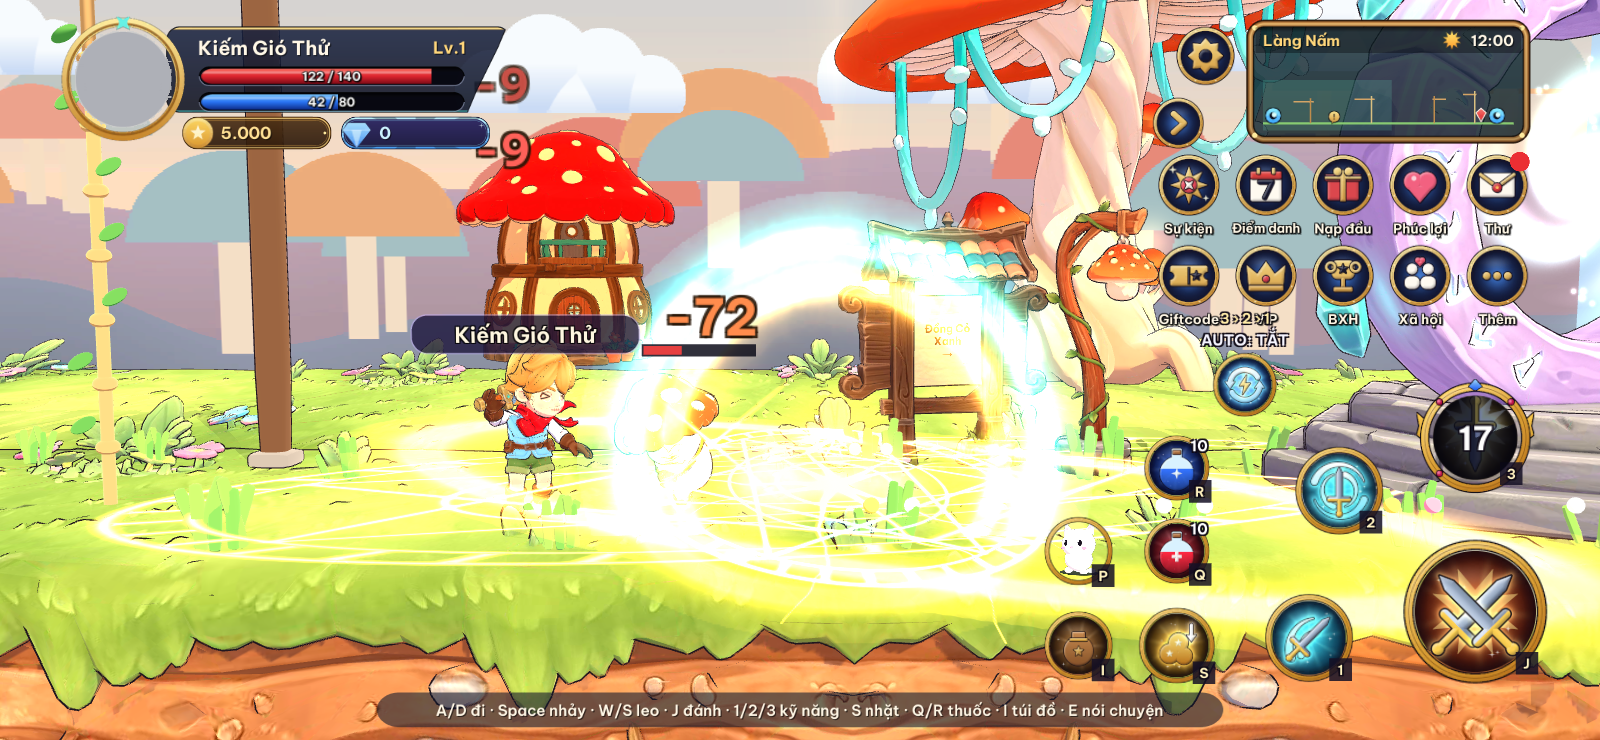 Kiếm Gió Thử
Lv.1
122 / 140
42 / 80
5.000
0
-9
-9
Làng Nấm
12:00
Sự kiện
Điểm danh
Nạp đầu
Phúc lợi
Thư
Giftcode
BXH
Xã hội
Thêm
AUTO: TẮT
Kiếm Gió Thử
-72
Đồng Cỏ
Xanh
17
3
10
R
2
10
Q
P
I
S
1
J
A/D đi · Space nhảy · W/S leo · J đánh · 1/2/3 kỹ năng · S nhặt · Q/R thuốc · I túi đồ · E nói chuyện